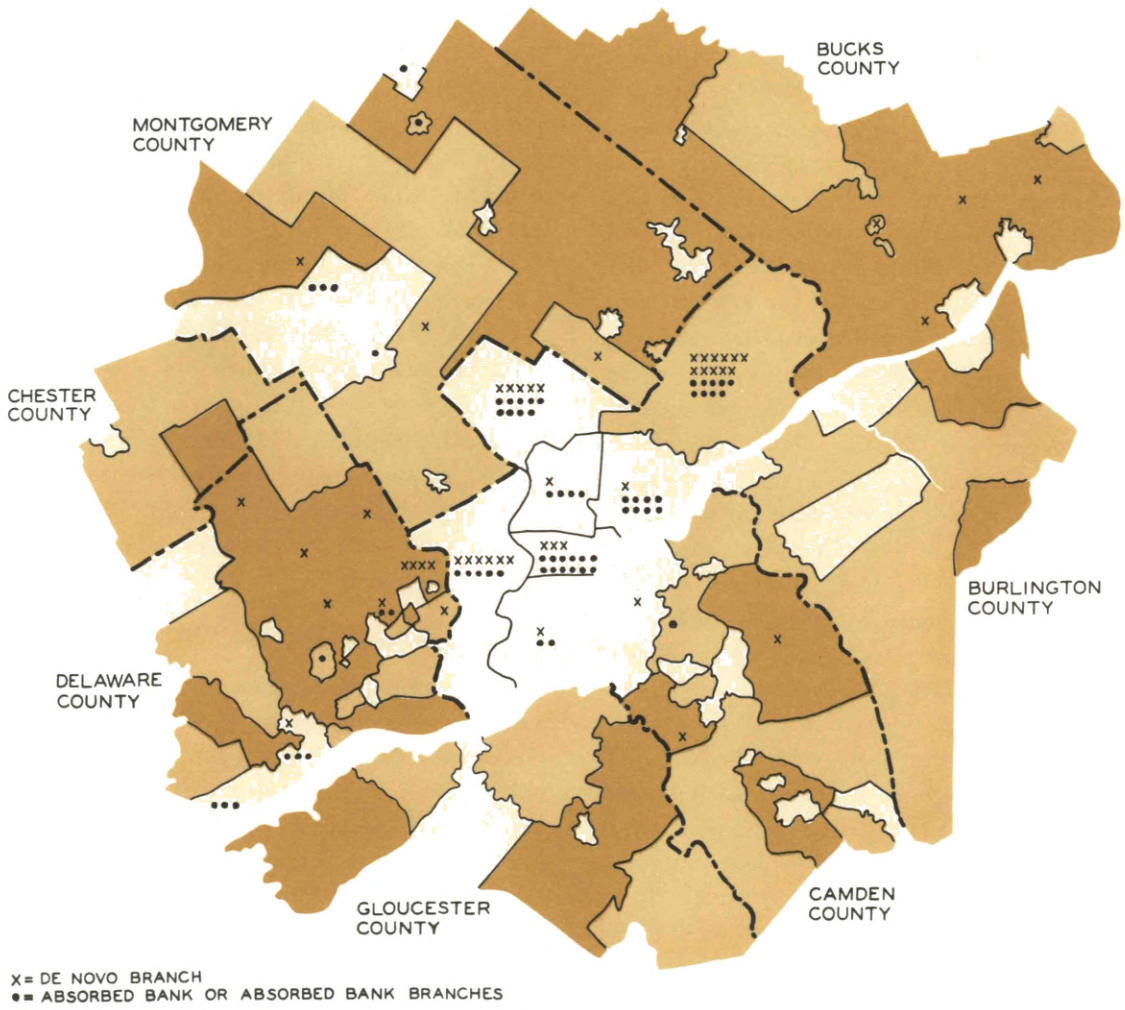 BUCKS
COUNTY
MONTGOMERY
COUNTY
CHESTER
COUNTY
BURLINGTON
COUNTY
DELAWARE
COUNTY
CAMDEN
COUNTY
GLOUCESTER
COUNTY
X = DE NOVO BRANCH
● = ABSORBED BANK OR ABSORBED BANK BRANCHES